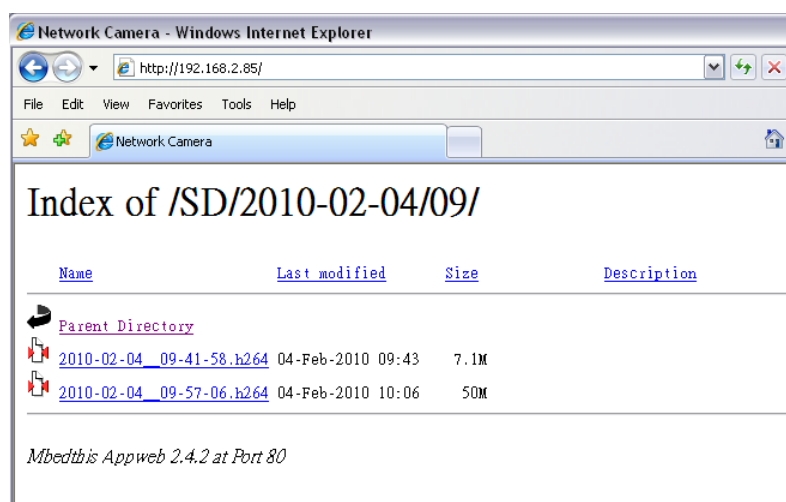 Network Camera - Windows Internet Explorer
http://192.168.2.85/
File Edit View Favorites Tools Help
Network Camera
Index of /SD/2010-02-04/09/
Name Last modified Size Description
Parent Directory
2010-02-04__09-41-58.h264 04-Feb-2010 09:43 7.1M
2010-02-04__09-57-06.h264 04-Feb-2010 10:06 50M
Mbedthis Appweb 2.4.2 at Port 80